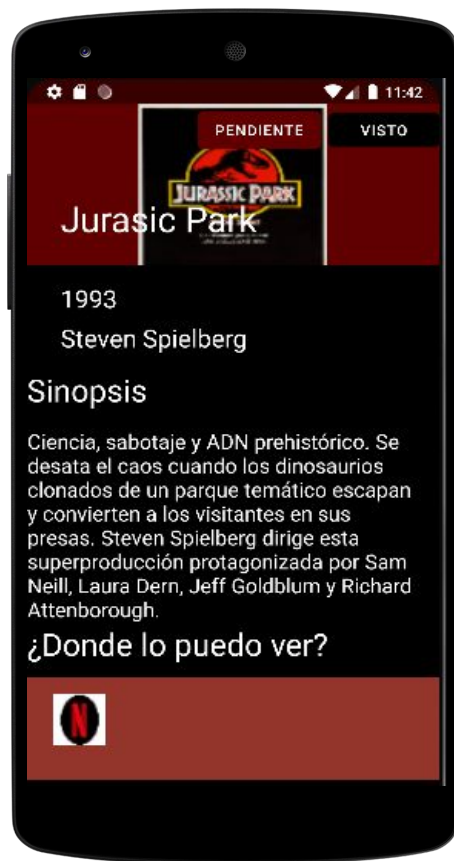 11:42
PENDIENTE
VISTO
JURASSIC PARK
Jurasic Park
1993
Steven Spielberg
Sinopsis
Ciencia, sabotaje y ADN prehistórico. Se
desata el caos cuando los dinosaurios
clonados de un parque temático escapan
y convierten a los visitantes en sus
presas. Steven Spielberg dirige esta
superproducción protagonizada por Sam
Neill, Laura Dern, Jeff Goldblum y Richard
Attenborough.
¿Donde lo puedo ver?
N